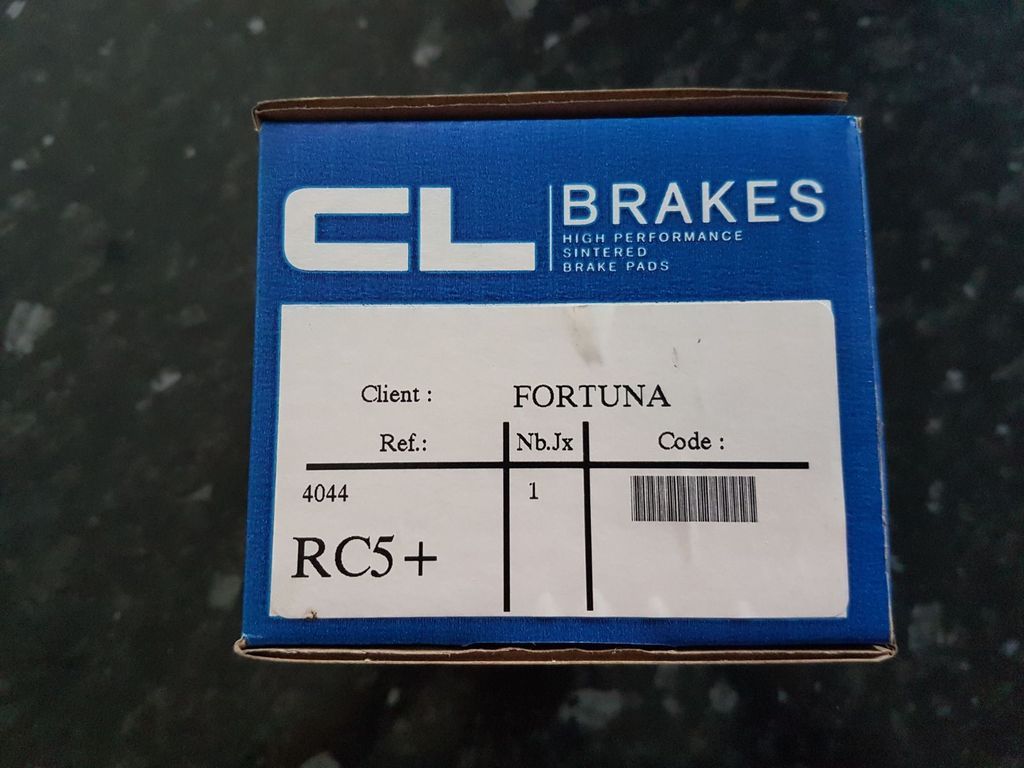 CL BRAKES
HIGH PERFORMANCE
SINTERED
BRAKE PADS
Client : FORTUNA
Ref.: Nb.Jx Code :
4044 1
RC5+